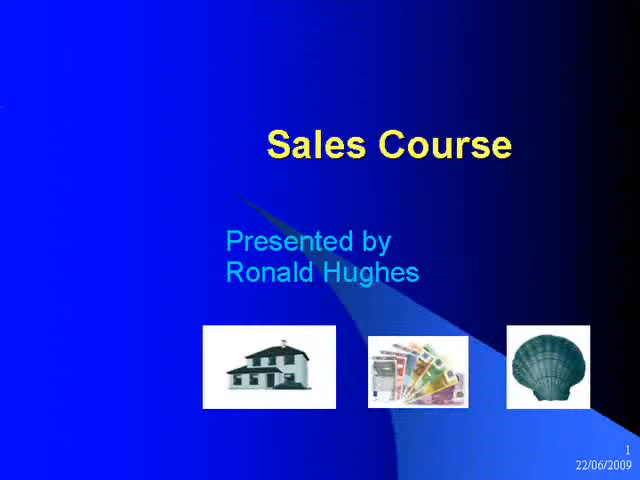 Sales Course
Presented by
Ronald Hughes
1
22/06/2009